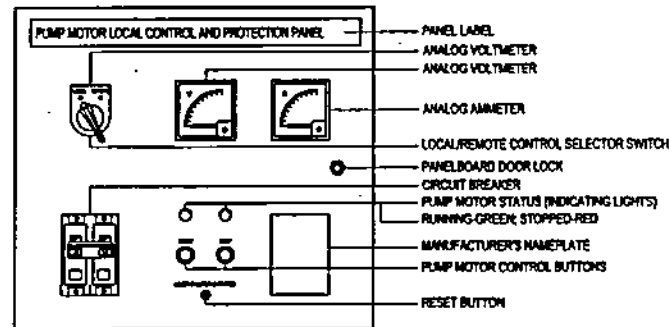 PUMP MOTOR LOCAL CONTROL AND PROTECTION PANEL
PANEL LABEL
ANALOG VOLTMETER
ANALOG VOLTMETER
ANALOG AMMETER
LOCAL/REMOTE CONTROL SELECTOR SWITCH
PANELBOARD DOOR LOCK
CIRCUIT BREAKER
PUMP MOTOR STATUS (INDICATING LIGHTS)
RUNNING-GREEN; STOPPED-RED
MANUFACTURER'S NAMEPLATE
PUMP MOTOR CONTROL BUTTONS
RESET BUTTON